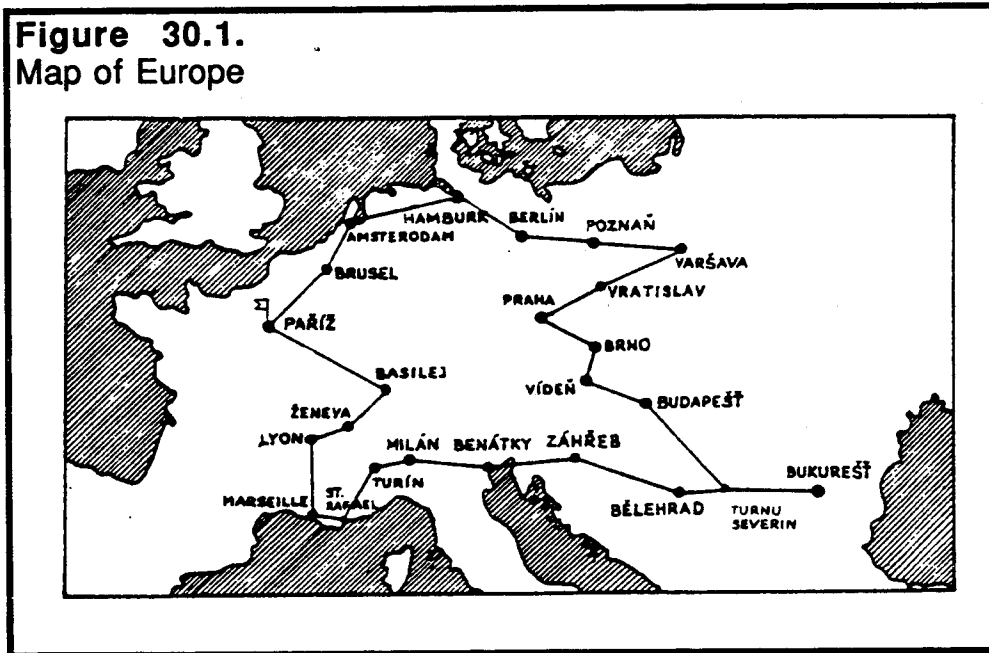 Figure 30.1.
Map of Europe
HAMBURK
BERLÍN
POZNAŇ
AMSTERODAM
VARŠAVA
BRUSEL
VRATISLAV
PRAHA
PAŘÍŽ
BRNO
BASILEJ
VÍDEŇ
BUDAPEŠŤ
ŽENEVA
LYON
MILÁN
BENÁTKY
ZÁHŘEB
TURÍN
BUKUREŠŤ
MARSEILLE
ST.
RAFAEL
BĚLEHRAD
TURNU
SEVERIN